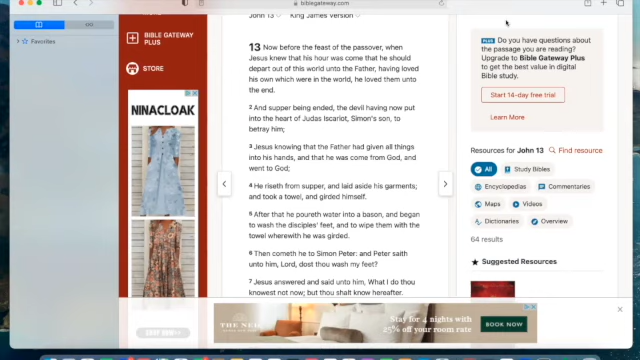 biblegateway.com
Favorites
BIBLE GATEWAY
PLUS
STORE
NINACLOAK
SHOP NOW
John 13
King James Version
13 Now before the feast of the passover, when
Jesus knew that his hour was come that he should
depart out of this world unto the Father, having loved
his own which were in the world, he loved them unto
the end.
2 And supper being ended, the devil having now put
into the heart of Judas Iscariot, Simon's son, to
betray him;
3 Jesus knowing that the Father had given all things
into his hands, and that he was come from God, and
went to God;
4 He riseth from supper, and laid aside his garments;
and took a towel, and girded himself.
5 After that he poureth water into a bason, and began
to wash the disciples' feet, and to wipe them with the
towel wherewith he was girded.
6 Then cometh he to Simon Peter: and Peter saith
unto him, Lord, dost thou wash my feet?
7 Jesus answered and said unto him, What I do thou
knowest not now; but thou shalt know hereafter.
PLUS Do you have questions about
the passage you are reading?
Upgrade to Bible Gateway Plus
to get the best value in digital
Bible study.
Start 14-day free trial
Learn More
Resources for John 13
Find resource
All
Study Bibles
Encyclopedias
Commentaries
Maps
Videos
Dictionaries
Overview
64 results
Suggested Resources
Stay for 4 nights with
25% off your room rate
BOOK NOW